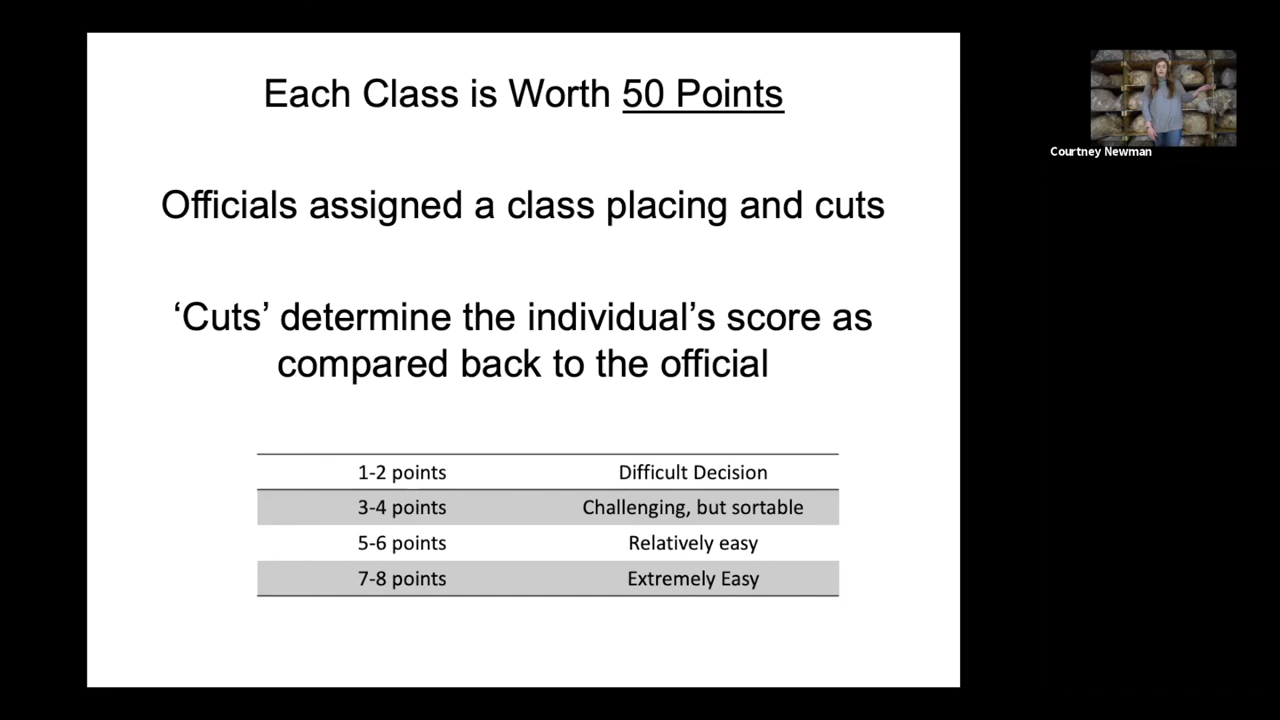 Each Class is Worth 50 Points
Officials assigned a class placing and cuts
‘Cuts’ determine the individual’s score as
compared back to the official
1-2 points Difficult Decision
3-4 points Challenging, but sortable
5-6 points Relatively easy
7-8 points Extremely Easy
Courtney Newman